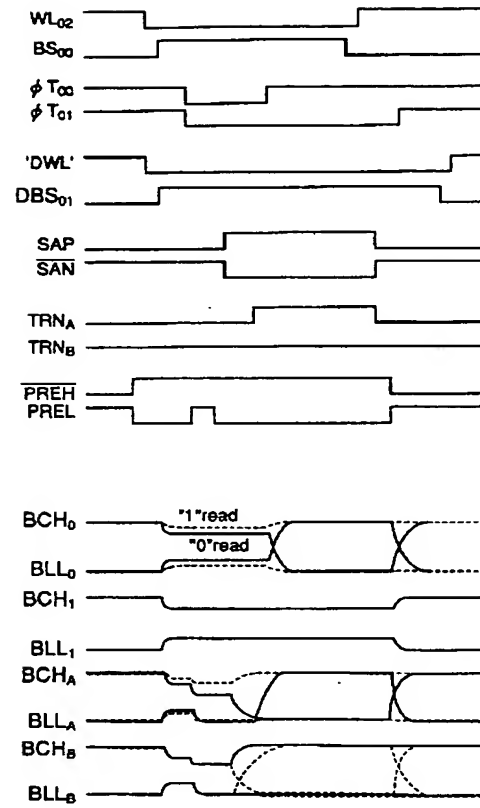 WL02
BS00
φT00
φT01
'DWL'
DBS01
SAP
SAN
TRNA
TRNB
PREH
PREL
BCH0
"1"read
"0"read
BLL0
BCH1
BLL1
BCHA
BLLA
BCHB
BLLB